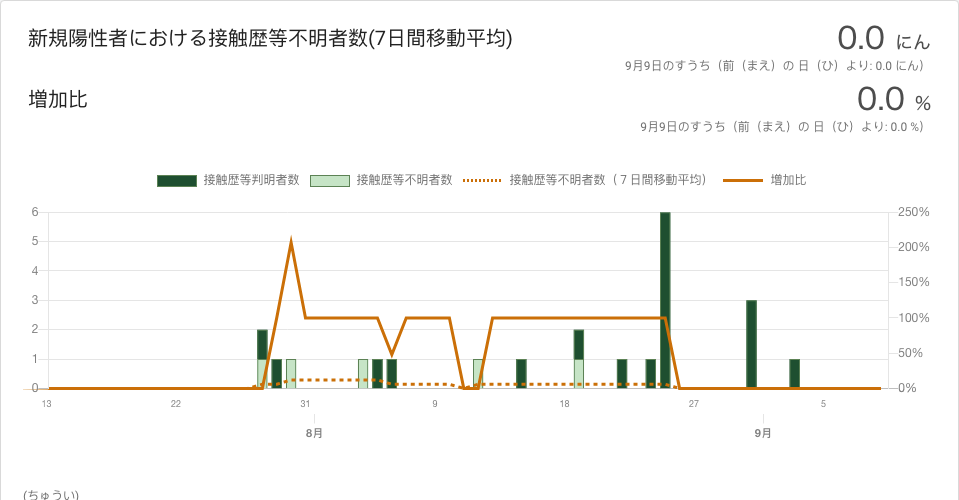 新規陽性者における接触歴等不明者数(7日間移動平均)
0.0 にん
9月9日のすうち（前（まえ）の 日（ひ）より: 0.0 にん）
増加比
0.0 %
9月9日のすうち（前（まえ）の 日（ひ）より: 0.0 %）
接触歴等判明者数 接触歴等不明者数 接触歴等不明者数（７日間移動平均） 増加比
6 250%
5 200%
4 150%
3 100%
2 50%
1 0%
0
13 22 31 9 18 27 5
8月 9月
(ちゅうい)